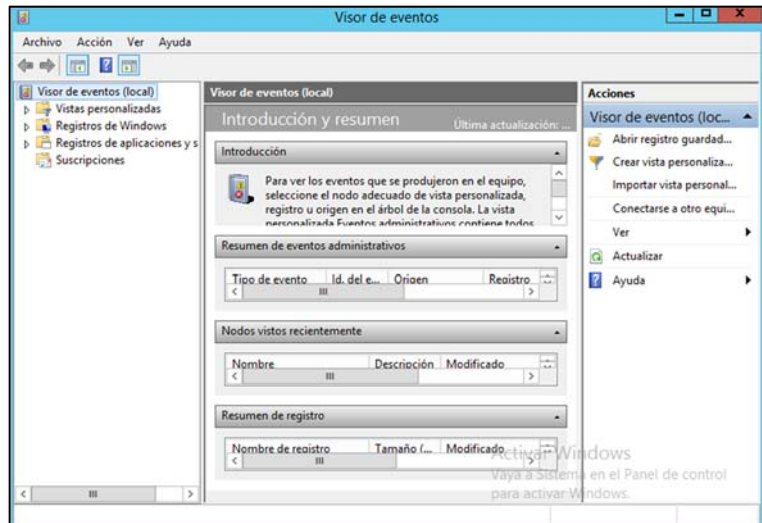 Visor de eventos
Archivo Acción Ver Ayuda
Visor de eventos (local)
Vistas personalizadas
Registros de Windows
Registros de aplicaciones y s
Suscripciones
Visor de eventos (local)
Introducción y resumen Última actualización: ...
Introducción
Para ver los eventos que se produjeron en el equipo,
seleccione el nodo adecuado de vista personalizada,
registro u origen en el árbol de la consola. La vista
personalizada Eventos administrativos contiene todos
Resumen de eventos administrativos
Tipo de evento Id. del e... Origen Registro
Nodos vistos recientemente
Nombre Descripción Modificado
Resumen de registro
Nombre de registro Tamaño (... Modificado
Acciones
Visor de eventos (loc...
Abrir registro guardad...
Crear vista personaliza...
Importar vista personal...
Conectarse a otro equi...
Ver
Actualizar
Ayuda
Activar Windows
Vaya a Sistema en el Panel de control
para activar Windows.